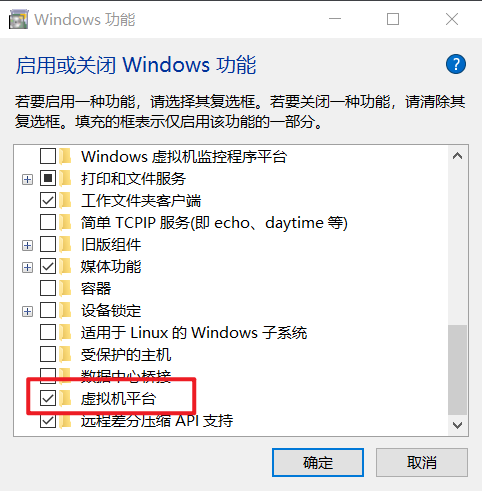 Windows 功能
启用或关闭 Windows 功能
?
若要启用一种功能，请选择其复选框。若要关闭一种功能，请清除其
复选框。填充的框表示仅启用该功能的一部分。
Windows 虚拟机监控程序平台
打印和文件服务
工作文件夹客户端
简单 TCPIP 服务(即 echo、daytime 等)
旧版组件
媒体功能
容器
设备锁定
适用于 Linux 的 Windows 子系统
受保护的主机
数据中心桥接
虚拟机平台
远程差分压缩 API 支持
确定
取消